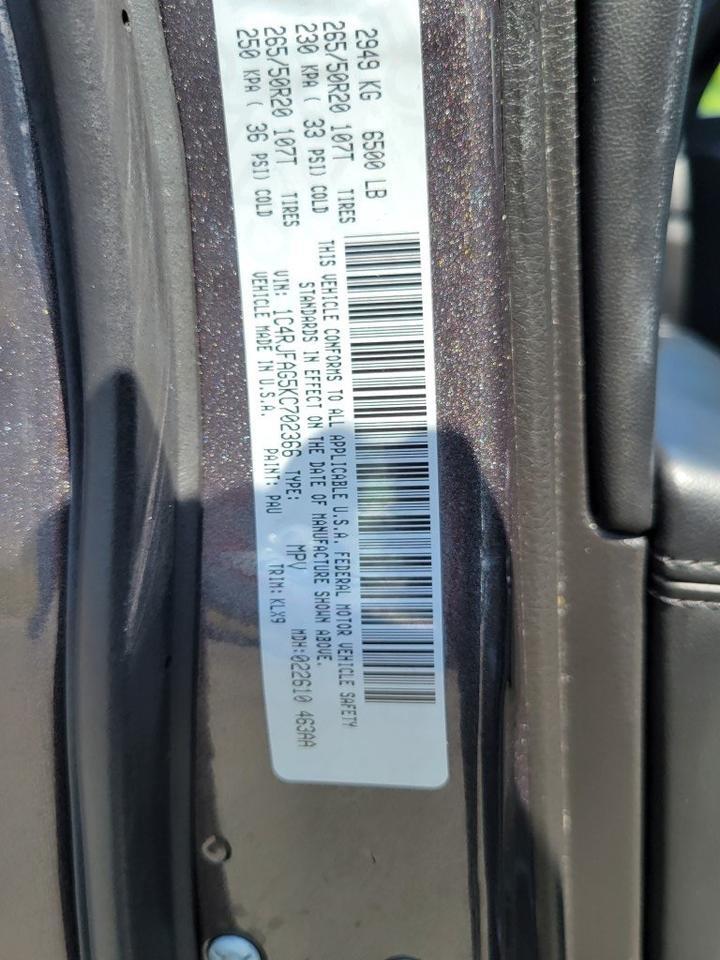 2949 KG 6500 LB
265/50R20 107T TIRES
230 KPA ( 33 PSI) COLD
265/50R20 107T TIRES
250 KPA ( 36 PSI) COLD
THIS VEHICLE CONFORMS TO ALL APPLICABLE U.S.A. FEDERAL MOTOR VEHICLE SAFETY
STANDARDS IN EFFECT ON THE DATE OF MANUFACTURE SHOWN ABOVE.
VIN: 1C4RJFAG5KC702366 TYPE: MPV MDH:022610 463AA
VEHICLE MADE IN U.S.A. PAINT: PAU TRIM: KLX9